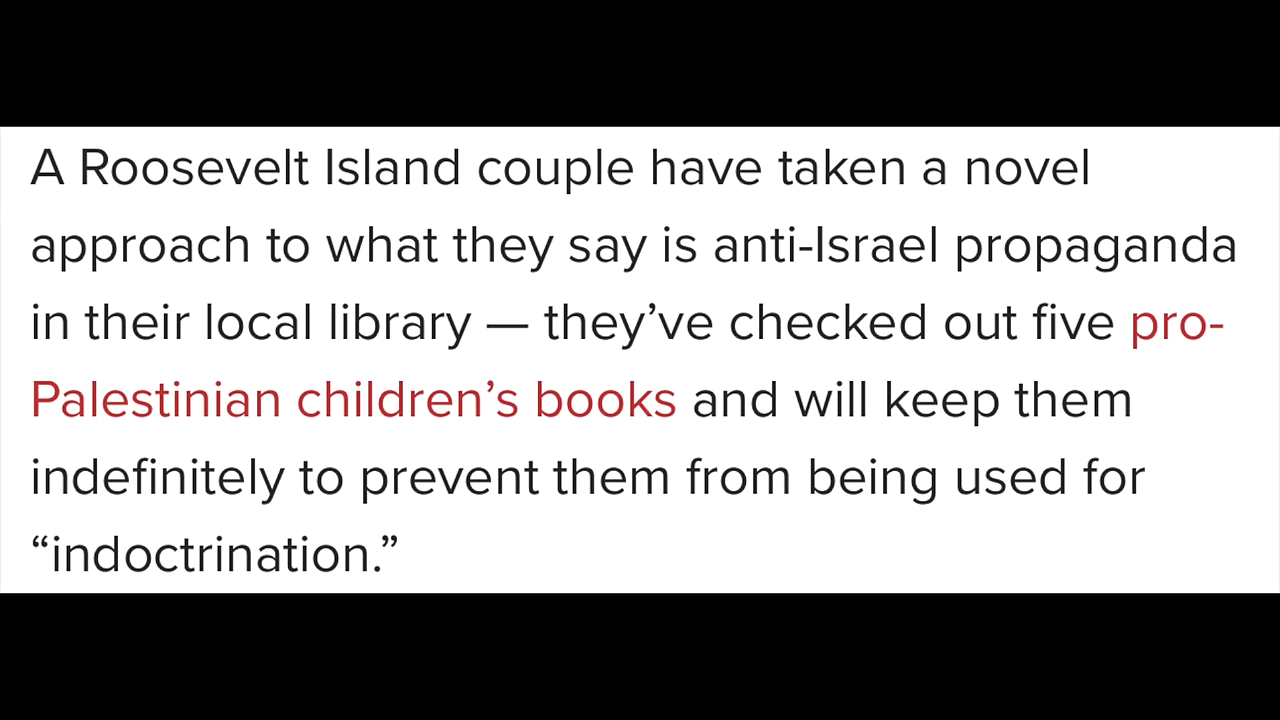 A Roosevelt Island couple have taken a novel
approach to what they say is anti-Israel propaganda
in their local library — they’ve checked out five pro-
Palestinian children’s books and will keep them
indefinitely to prevent them from being used for
“indoctrination.”